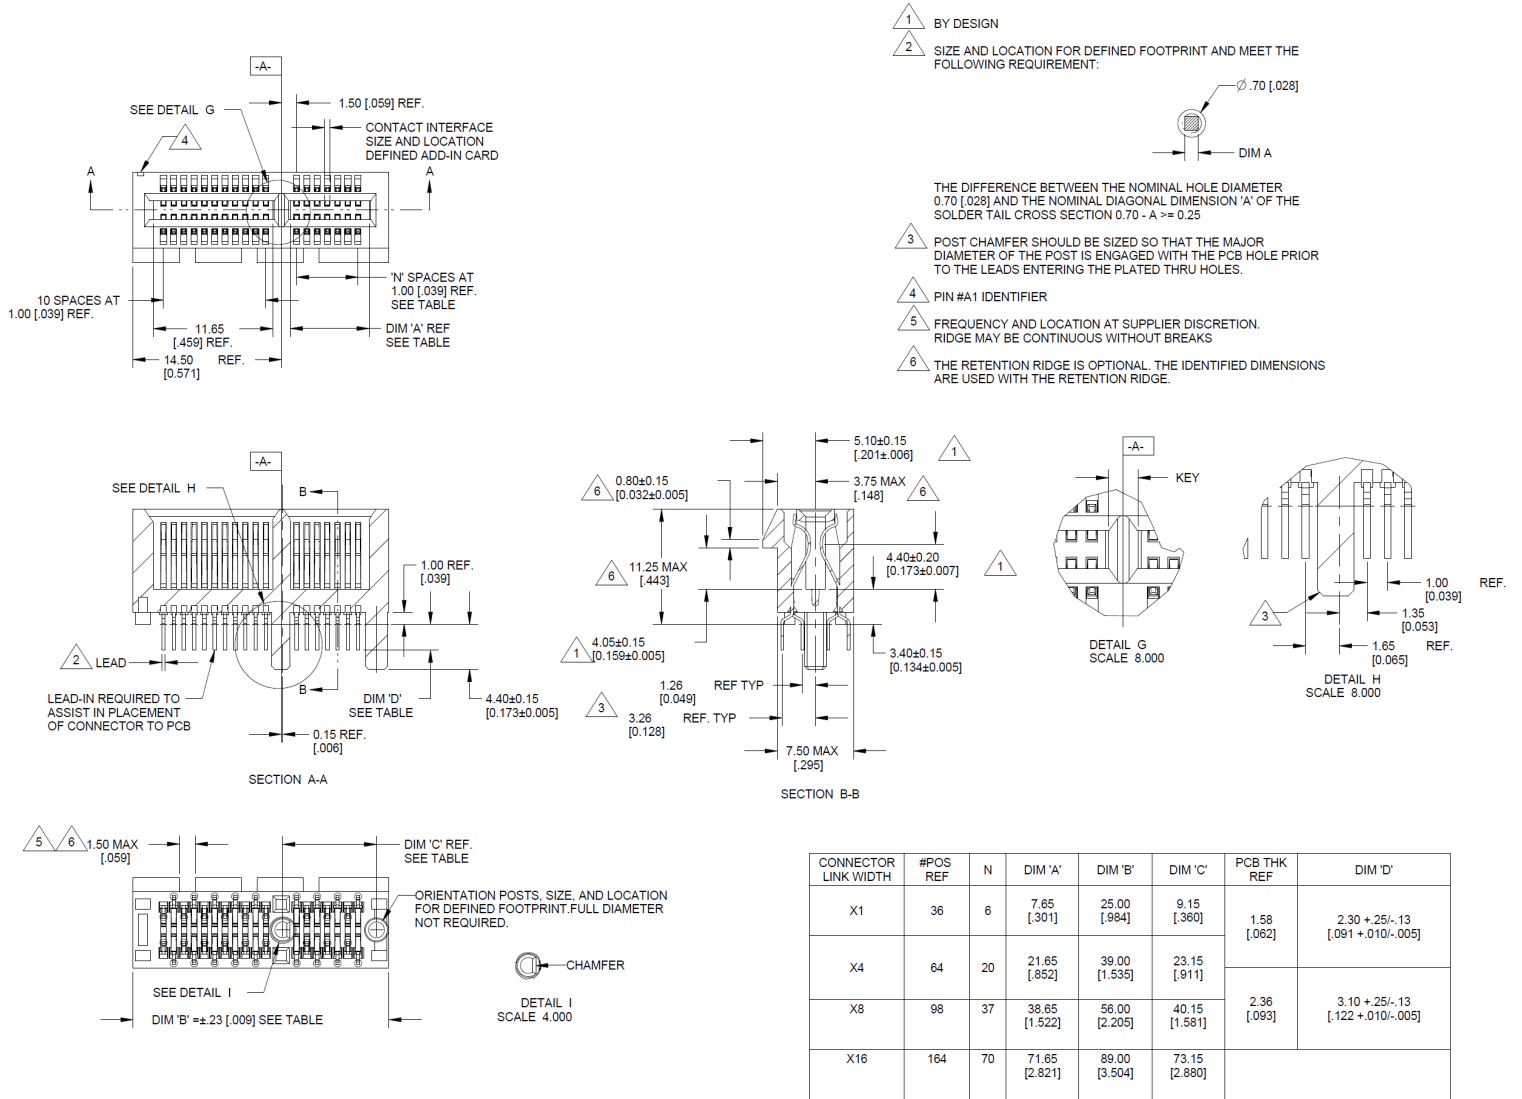 -A-
1.50 [.059] REF.
SEE DETAIL G
CONTACT INTERFACE
SIZE AND LOCATION
DEFINED ADD-IN CARD
4
A
A
'N' SPACES AT
1.00 [.039] REF.
SEE TABLE
10 SPACES AT
1.00 [.039] REF.
11.65
[.459] REF.
DIM 'A' REF
SEE TABLE
14.50 REF.
[0.571]
1
BY DESIGN
2
SIZE AND LOCATION FOR DEFINED FOOTPRINT AND MEET THE
FOLLOWING REQUIREMENT:
Ø.70 [.028]
DIM A
THE DIFFERENCE BETWEEN THE NOMINAL HOLE DIAMETER
0.70 [.028] AND THE NOMINAL DIAGONAL DIMENSION 'A' OF THE
SOLDER TAIL CROSS SECTION 0.70 - A >= 0.25
3
POST CHAMFER SHOULD BE SIZED SO THAT THE MAJOR
DIAMETER OF THE POST IS ENGAGED WITH THE PCB HOLE PRIOR
TO THE LEADS ENTERING THE PLATED THRU HOLES.
4
PIN #A1 IDENTIFIER
5
FREQUENCY AND LOCATION AT SUPPLIER DISCRETION.
RIDGE MAY BE CONTINUOUS WITHOUT BREAKS
6
THE RETENTION RIDGE IS OPTIONAL. THE IDENTIFIED DIMENSIONS
ARE USED WITH THE RETENTION RIDGE.
-A-
SEE DETAIL H
B
1.00 REF.
[.039]
2
LEAD
LEAD-IN REQUIRED TO
ASSIST IN PLACEMENT
OF CONNECTOR TO PCB
B
DIM 'D'
SEE TABLE
4.40±0.15
[0.173±0.005]
0.15 REF.
[.006]
SECTION A-A
5.10±0.15
[.201±.006]
1
6
0.80±0.15
[0.032±0.005]
3.75 MAX
[.148]
6
6
11.25 MAX
[.443]
4.40±0.20
[0.173±0.007]
1
1
4.05±0.15
[0.159±0.005]
3.40±0.15
[0.134±0.005]
1.26
[0.049]
REF TYP
3
3.26
[0.128]
REF. TYP
7.50 MAX
[.295]
SECTION B-B
-A-
KEY
DETAIL G
SCALE 8.000
1.00 REF.
[0.039]
3
1.35
[0.053]
1.65 REF.
[0.065]
DETAIL H
SCALE 8.000
5
6
1.50 MAX
[.059]
DIM 'C' REF.
SEE TABLE
ORIENTATION POSTS, SIZE, AND LOCATION
FOR DEFINED FOOTPRINT.FULL DIAMETER
NOT REQUIRED.
CHAMFER
SEE DETAIL I
DETAIL I
SCALE 4.000
DIM 'B' =±.23 [.009] SEE TABLE
CONNECTOR LINK WIDTH #POS REF N DIM 'A' DIM 'B' DIM 'C' PCB THK REF DIM 'D'
X1 36 6 7.65 [.301] 25.00 [.984] 9.15 [.360]
1.58 [.062] 2.30 +.25/-.13 [.091 +.010/-.005]
X4 64 20 21.65 [.852] 39.00 [1.535] 23.15 [.911]
2.36 [.093] 3.10 +.25/-.13 [.122 +.010/-.005]
X8 98 37 38.65 [1.522] 56.00 [2.205] 40.15 [1.581]
X16 164 70 71.65 [2.821] 89.00 [3.504] 73.15 [2.880]